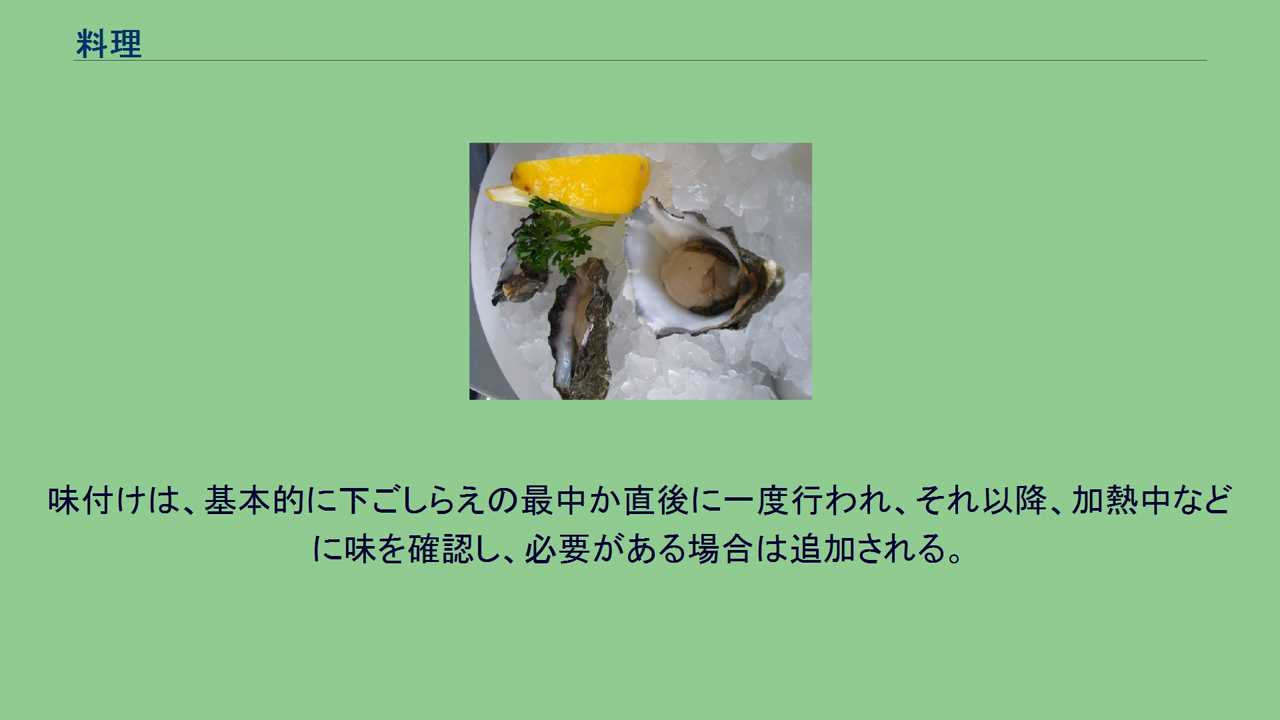 料理
味付けは、基本的に下ごしらえの最中か直後に一度行われ、それ以降、加熱中など
に味を確認し、必要がある場合は追加される。